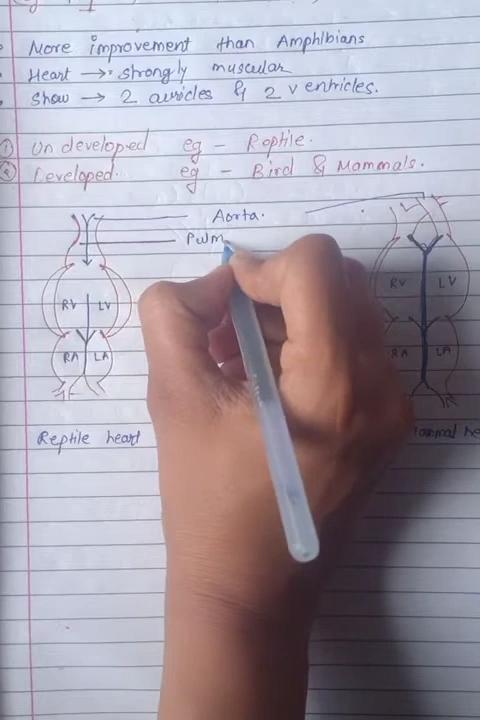 More improvement than Amphibians
Heart → strongly muscular
Show → 2 auricles & 2 ventricles.
① Undeveloped eg - Reptile.
② Developed. eg - Bird & Mammals.
Aorta.
Pulm
RV LV
RV LV
RA LA
RA LA
Reptile heart